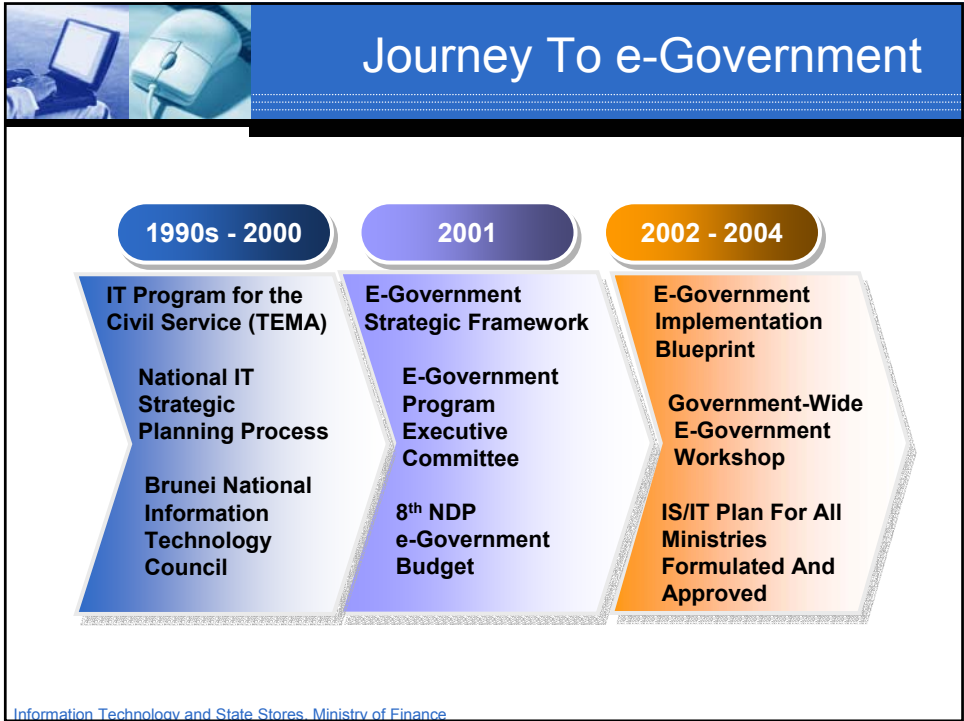 Journey To e-Government
1990s - 2000
IT Program for the
Civil Service (TEMA)
National IT
Strategic
Planning Process
Brunei National
Information
Technology
Council
2001
E-Government
Strategic Framework
E-Government
Program
Executive
Committee
8th NDP
e-Government
Budget
2002 - 2004
E-Government
Implementation
Blueprint
Government-Wide
E-Government
Workshop
IS/IT Plan For All
Ministries
Formulated And
Approved
Information Technology and State Stores, Ministry of Finance